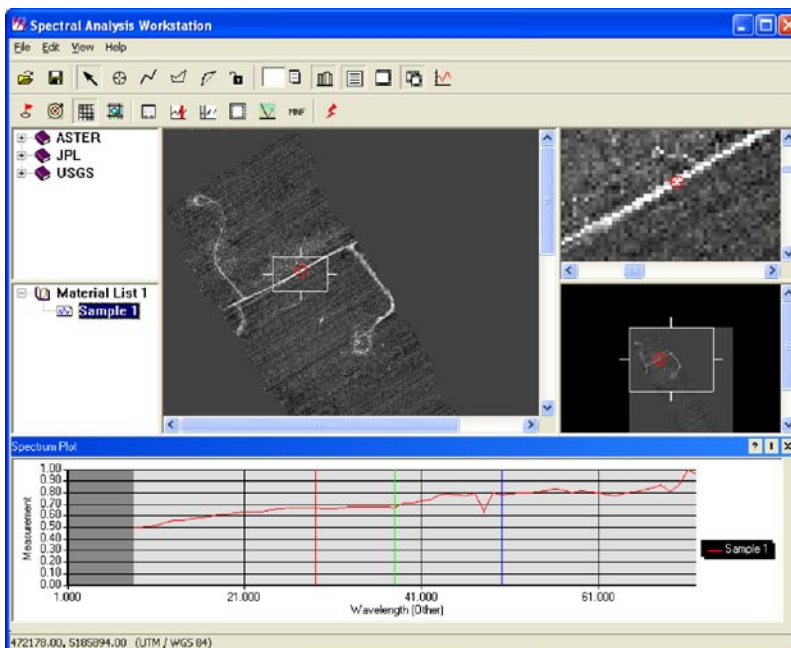 Spectral Analysis Workstation
File Edit View Help
MNF
ASTER
JPL
USGS
Material List 1
Sample 1
Spectrum Plot
1.00
0.90
0.80
0.70
0.60
0.50
0.40
0.30
0.20
0.10
0.00
Measurement
1.000 21.000 41.000 61.000
Wavelength (Other)
Sample 1
472178.00, 5185894.00 (UTM / WGS 84)